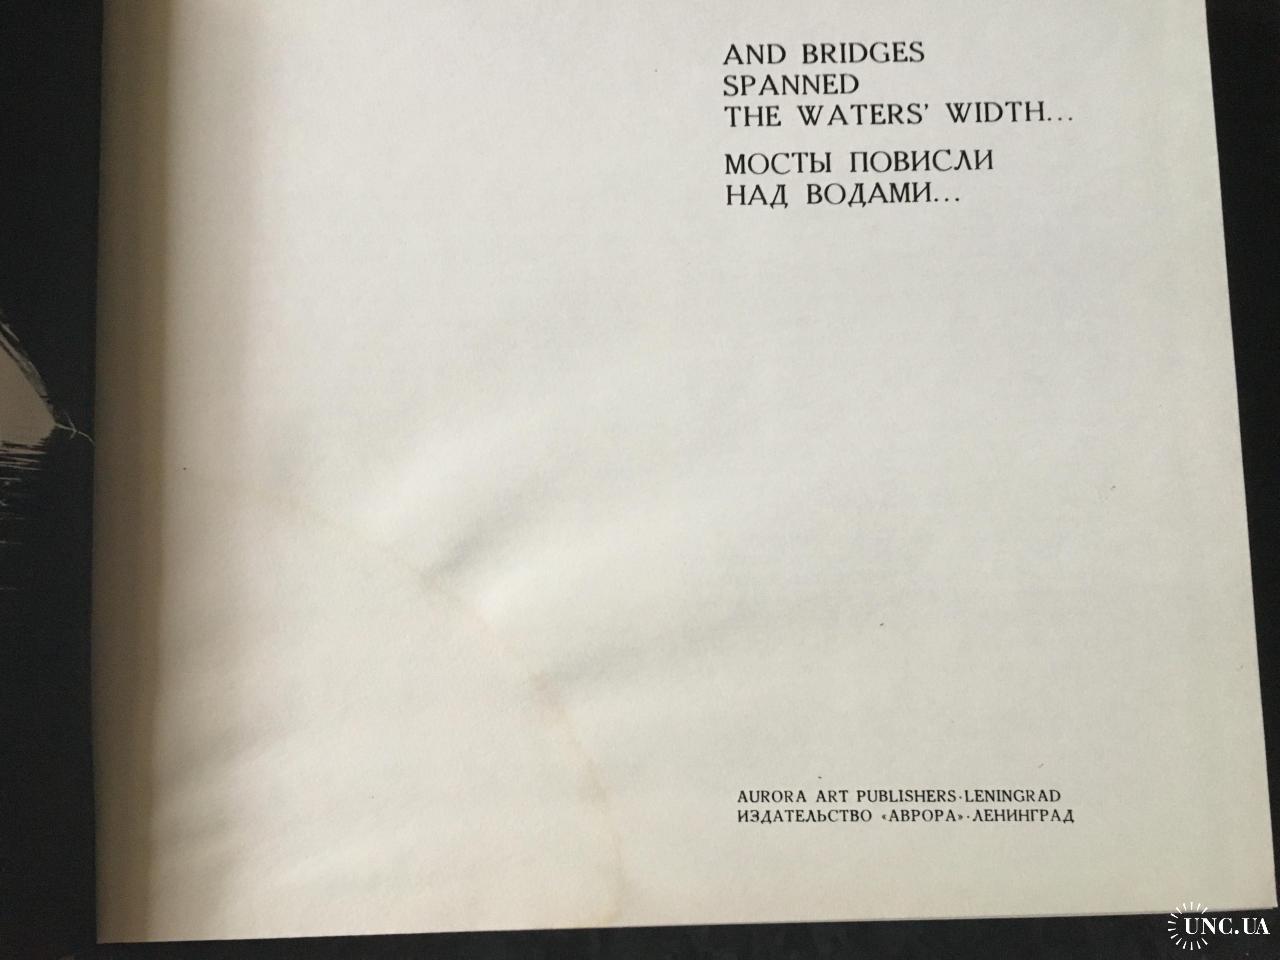 AND BRIDGES
SPANNED
THE WATERS' WIDTH...
МОСТЫ ПОВИСЛИ
НАД ВОДАМИ...
AURORA ART PUBLISHERS·LENINGRAD
ИЗДАТЕЛЬСТВО «АВРОРА»·ЛЕНИНГРАД
UNC.UA